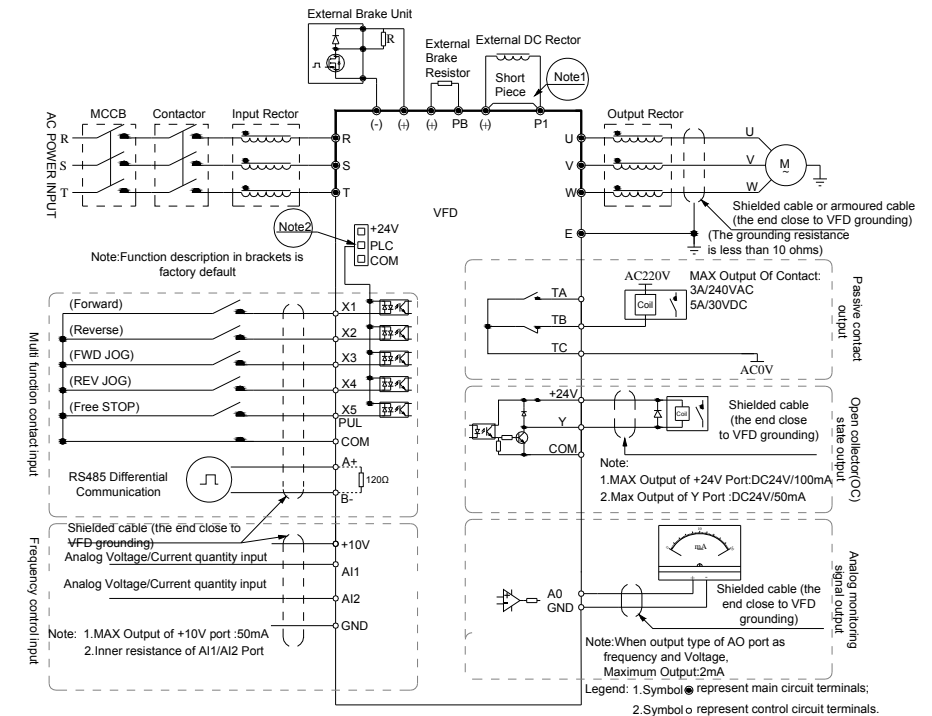 External Brake Unit
R
External
Brake
Resistor
External DC Rector
Short
Piece
Note1
(-)
(+)
(+)
PB
(+)
P1
AC POWER INPUT
MCCB
Contactor
Input Rector
R
S
T
R
S
T
VFD
U
V
W
Output Rector
U
V
W
M
~
E
Shielded cable or armoured cable
(the end close to VFD grounding)
(The grounding resistance
is less than 10 ohms)
Note2
+24V
PLC
COM
Note:Function description in brackets is
factory default
Multi function contact input
(Forward)
X1
(Reverse)
X2
(FWD JOG)
X3
(REV JOG)
X4
(Free STOP)
X5
PUL
COM
RS485 Differential
Communication
A+
120Ω
B-
Shielded cable (the end close to
VFD grounding)
Frequency control input
+10V
Analog Voltage/Current quantity input
AI1
Analog Voltage/Current quantity input
AI2
GND
Note: 1.MAX Output of +10V port :50mA
2.Inner resistance of AI1/AI2 Port
Passive contact
output
TA
TB
TC
AC220V
Coil
MAX Output Of Contact:
3A/240VAC
5A/30VDC
AC0V
Open collector(OC)
state output
+24V
Y
COM
Coil
Shielded cable
(the end close
to VFD grounding)
Note:
1.MAX Output of +24V Port:DC24V/100mA
2.Max Output of Y Port :DC24V/50mA
Analog monitoring
signal output
mA
A0
GND
Shielded cable (the
end close to VFD
grounding)
Note:When output type of AO port as
frequency and Voltage,
Maximum Output:2mA
Legend: 1.Symbol represent main circuit terminals;
2.Symbol represent control circuit terminals.